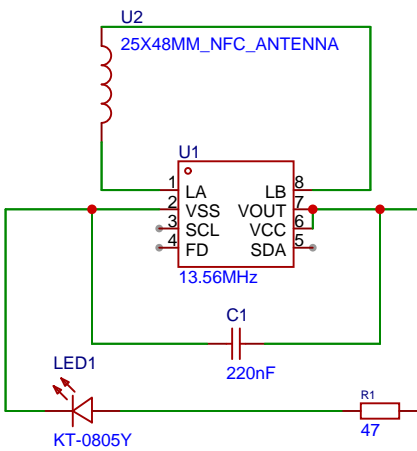 U2
25X48MM_NFC_ANTENNA
U1
1 LA LB 8
2 VSS VOUT 7
3 SCL VCC 6
4 FD SDA 5
13.56MHz
C1
220nF
LED1
KT-0805Y
R1
47